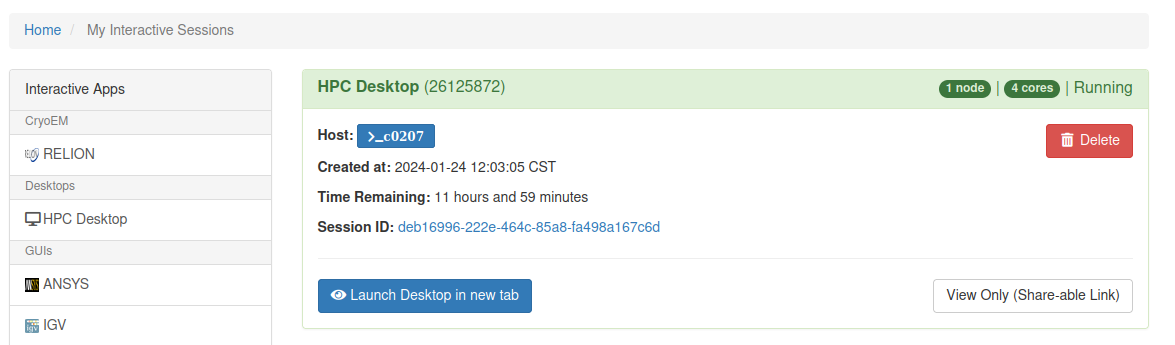 Home / My Interactive Sessions
Interactive Apps
CryoEM
RELION
Desktops
HPC Desktop
GUIs
ANSYS
IGV
HPC Desktop (26125872)
1 node | 4 cores | Running
Host: >_c0207
Delete
Created at: 2024-01-24 12:03:05 CST
Time Remaining: 11 hours and 59 minutes
Session ID: deb16996-222e-464c-85a8-fa498a167c6d
Launch Desktop in new tab
View Only (Share-able Link)